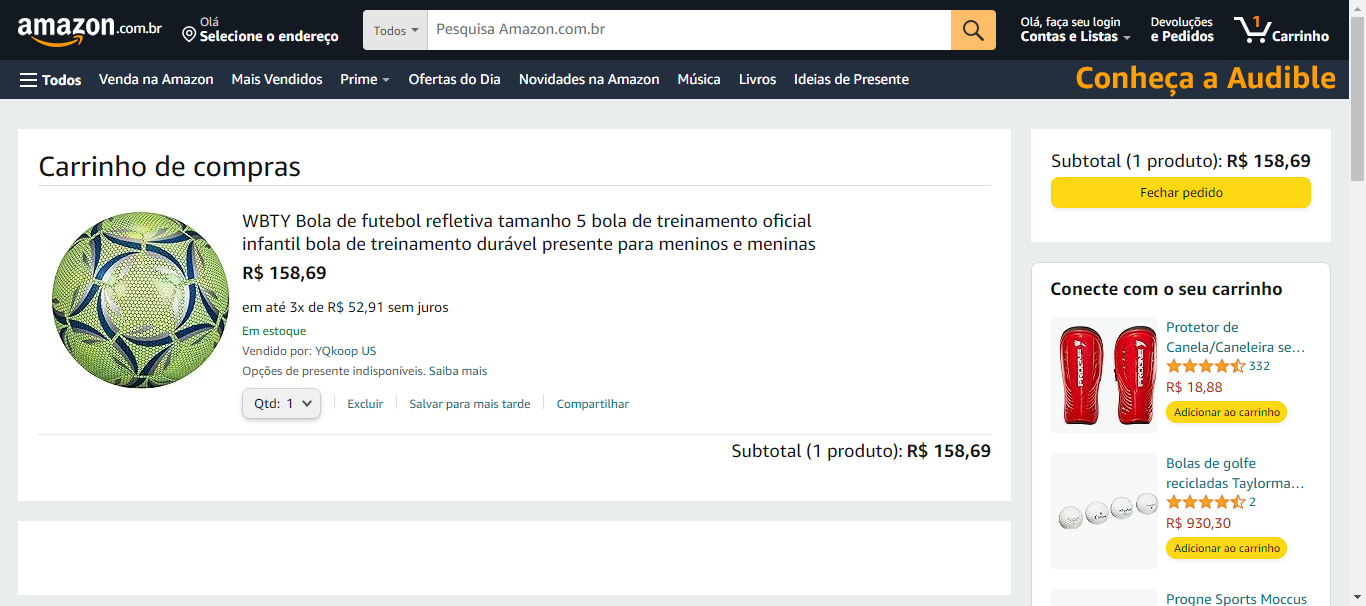 amazon.com.br
Olá
Selecione o endereço
Todos
Pesquisa Amazon.com.br
Olá, faça seu login
Contas e Listas
Devoluções
e Pedidos
1
Carrinho
Todos
Venda na Amazon
Mais Vendidos
Prime
Ofertas do Dia
Novidades na Amazon
Música
Livros
Ideias de Presente
Conheça a Audible
Carrinho de compras
WBTY Bola de futebol refletiva tamanho 5 bola de treinamento oficial
infantil bola de treinamento durável presente para meninos e meninas
R$ 158,69
em até 3x de R$ 52,91 sem juros
Em estoque
Vendido por: YQkoop US
Opções de presente indisponíveis. Saiba mais
Qtd: 1
Excluir
Salvar para mais tarde
Compartilhar
Subtotal (1 produto): R$ 158,69
Subtotal (1 produto): R$ 158,69
Fechar pedido
Conecte com o seu carrinho
PROGNE
PROGNE
Protetor de
Canela/Caneleira se...
332
R$ 18,88
Adicionar ao carrinho
Bolas de golfe
recicladas Taylorma...
2
R$ 930,30
Adicionar ao carrinho
Progne Sports Moccus